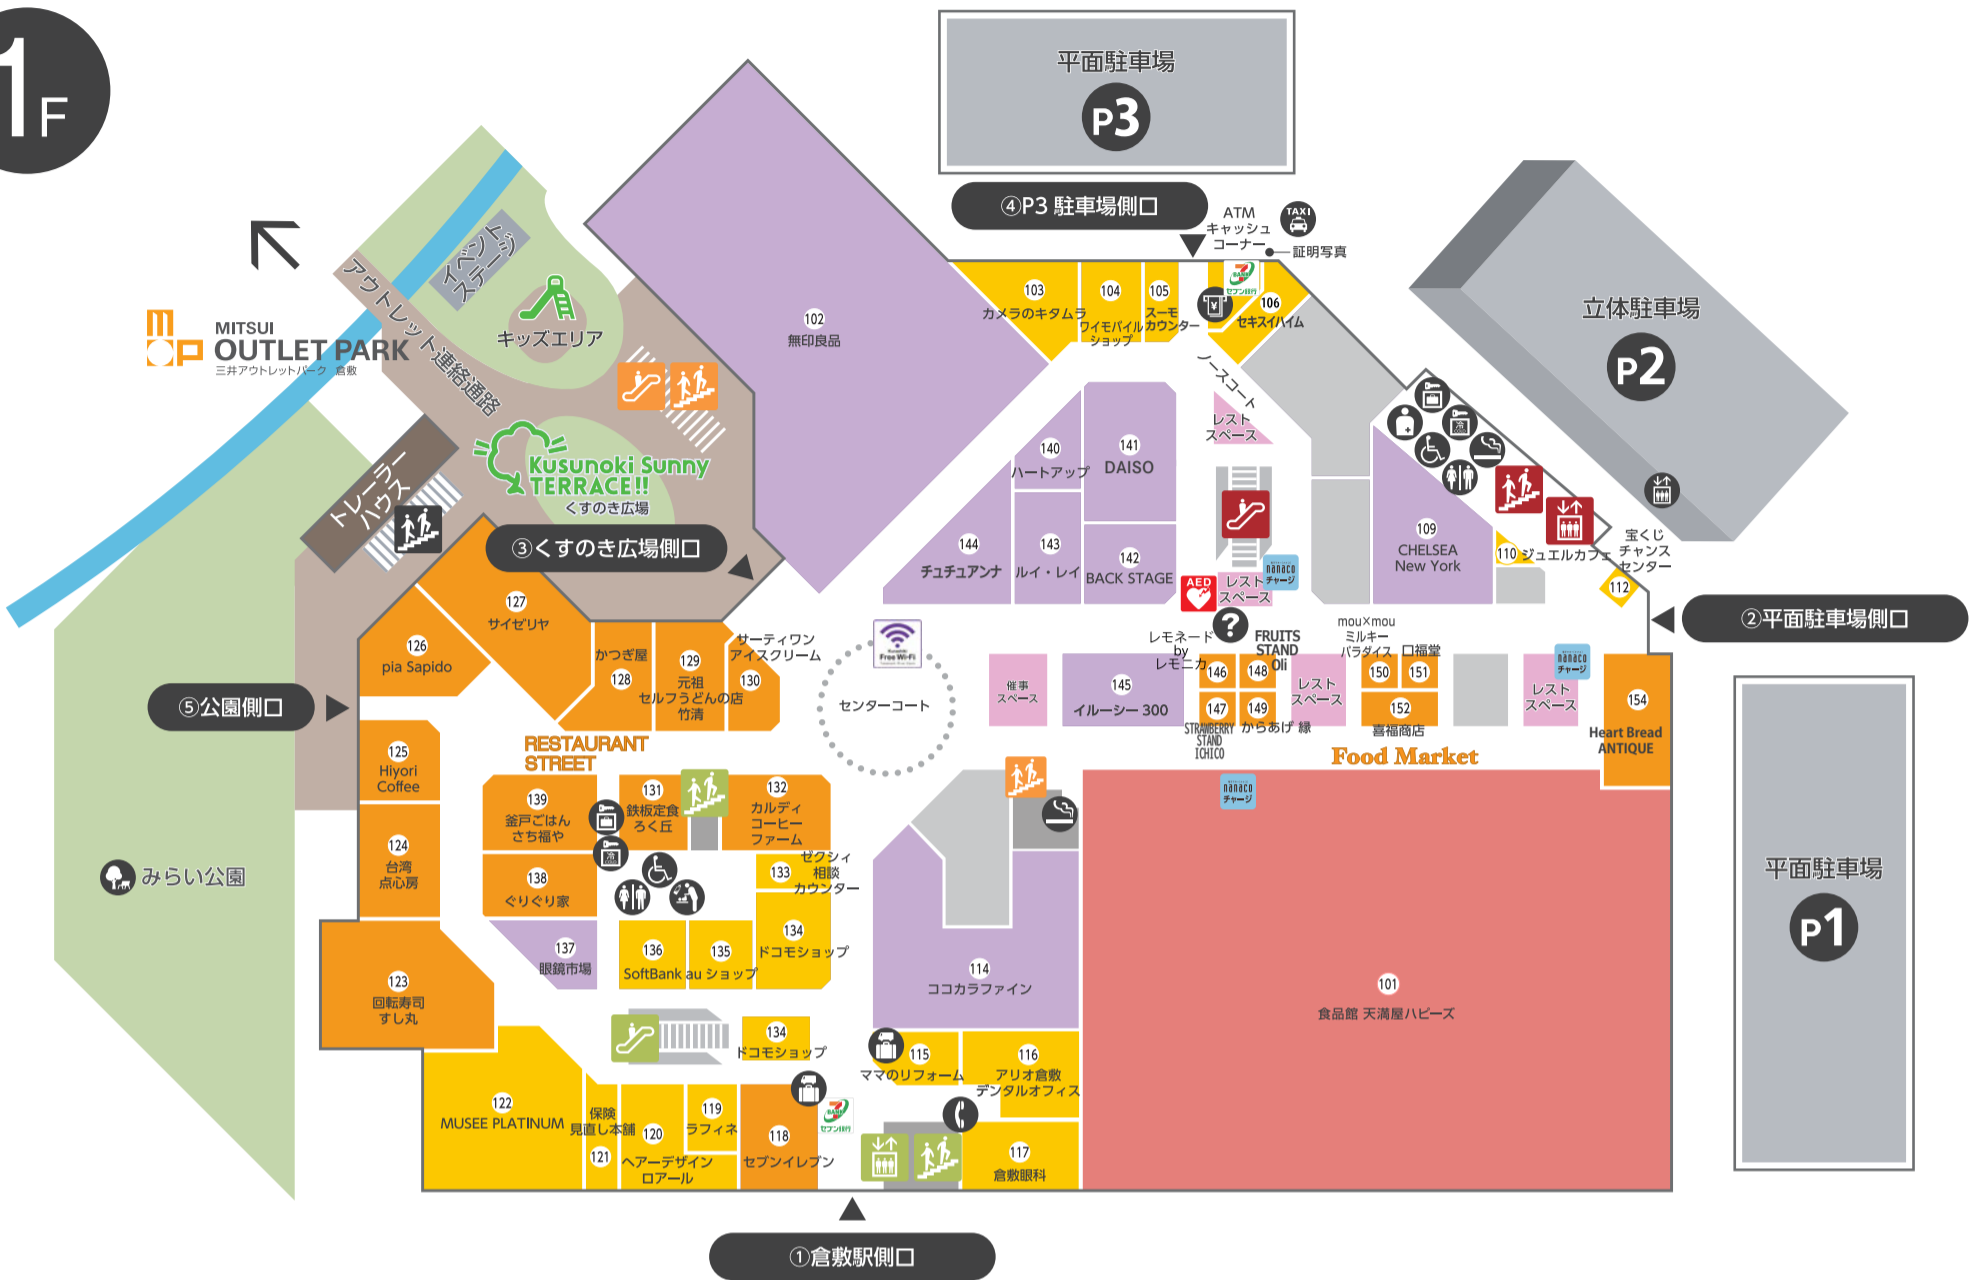 1F
平面駐車場
P3
④P3 駐車場側口
ATM
キャッシュ
コーナー
TAXI
証明写真
セブン銀行
立体駐車場
P2
イベント
ステージ
キッズエリア
アウトレット連絡通路
MITSUI
OUTLET PARK
三井アウトレットパーク 倉敷
Kusunoki Sunny
TERRACE!!
くすのき広場
トレーラー
ハウス
③くすのき広場側口
102
無印良品
103
カメラのキタムラ
104
ワイモバイル
ショップ
105
スーモ
カウンター
106
セキスイハイム
ノースコート
レスト
スペース
140
ハートアップ
141
DAISO
142
BACK STAGE
143
ルイ・レイ
144
チュチュアンナ
AED
レスト
スペース
nanaco
チャージ
109
CHELSEA
New York
110 ジュエルカフェ
宝くじ
チャンス
センター
112
②平面駐車場側口
127
サイゼリヤ
126
pia Sapido
かつぎ屋
128
129
元祖
セルフうどんの店
竹清
サーティワン
アイスクリーム
130
Free Wi-Fi
センターコート
催事
スペース
145
イルーシー 300
レモネード
by
レモニカ
146
147
STRAWBERRY
STAND
ICHICO
?
FRUITS
STAND
Oli
148
149
からあげ 縁
レスト
スペース
mou×mou
ミルキー
パラダイス
150
口福堂
151
152
喜福商店
nanaco
チャージ
レスト
スペース
154
Heart Bread
ANTIQUE
⑤公園側口
RESTAURANT
STREET
Food Market
nanaco
チャージ
125
Hiyori
Coffee
124
台湾
点心房
123
回転寿司
すし丸
139
釜戸ごはん
さち福や
138
ぐりぐり家
137
眼鏡市場
131
鉄板定食
ろく丘
132
カルディ
コーヒー
ファーム
133
ゼクシィ
相談
カウンター
134
ドコモショップ
136
SoftBank
135
au ショップ
134
ドコモショップ
114
ココカラファイン
101
食品館 天満屋ハピーズ
平面駐車場
P1
みらい公園
115
ママのリフォーム
116
アリオ倉敷
デンタルオフィス
117
倉敷眼科
122
MUSEE PLATINUM
保険
見直し本舗
121
120
ヘアーデザイン
ロアール
119
ラフィネ
118
セブンイレブン
セブン銀行
①倉敷駅側口